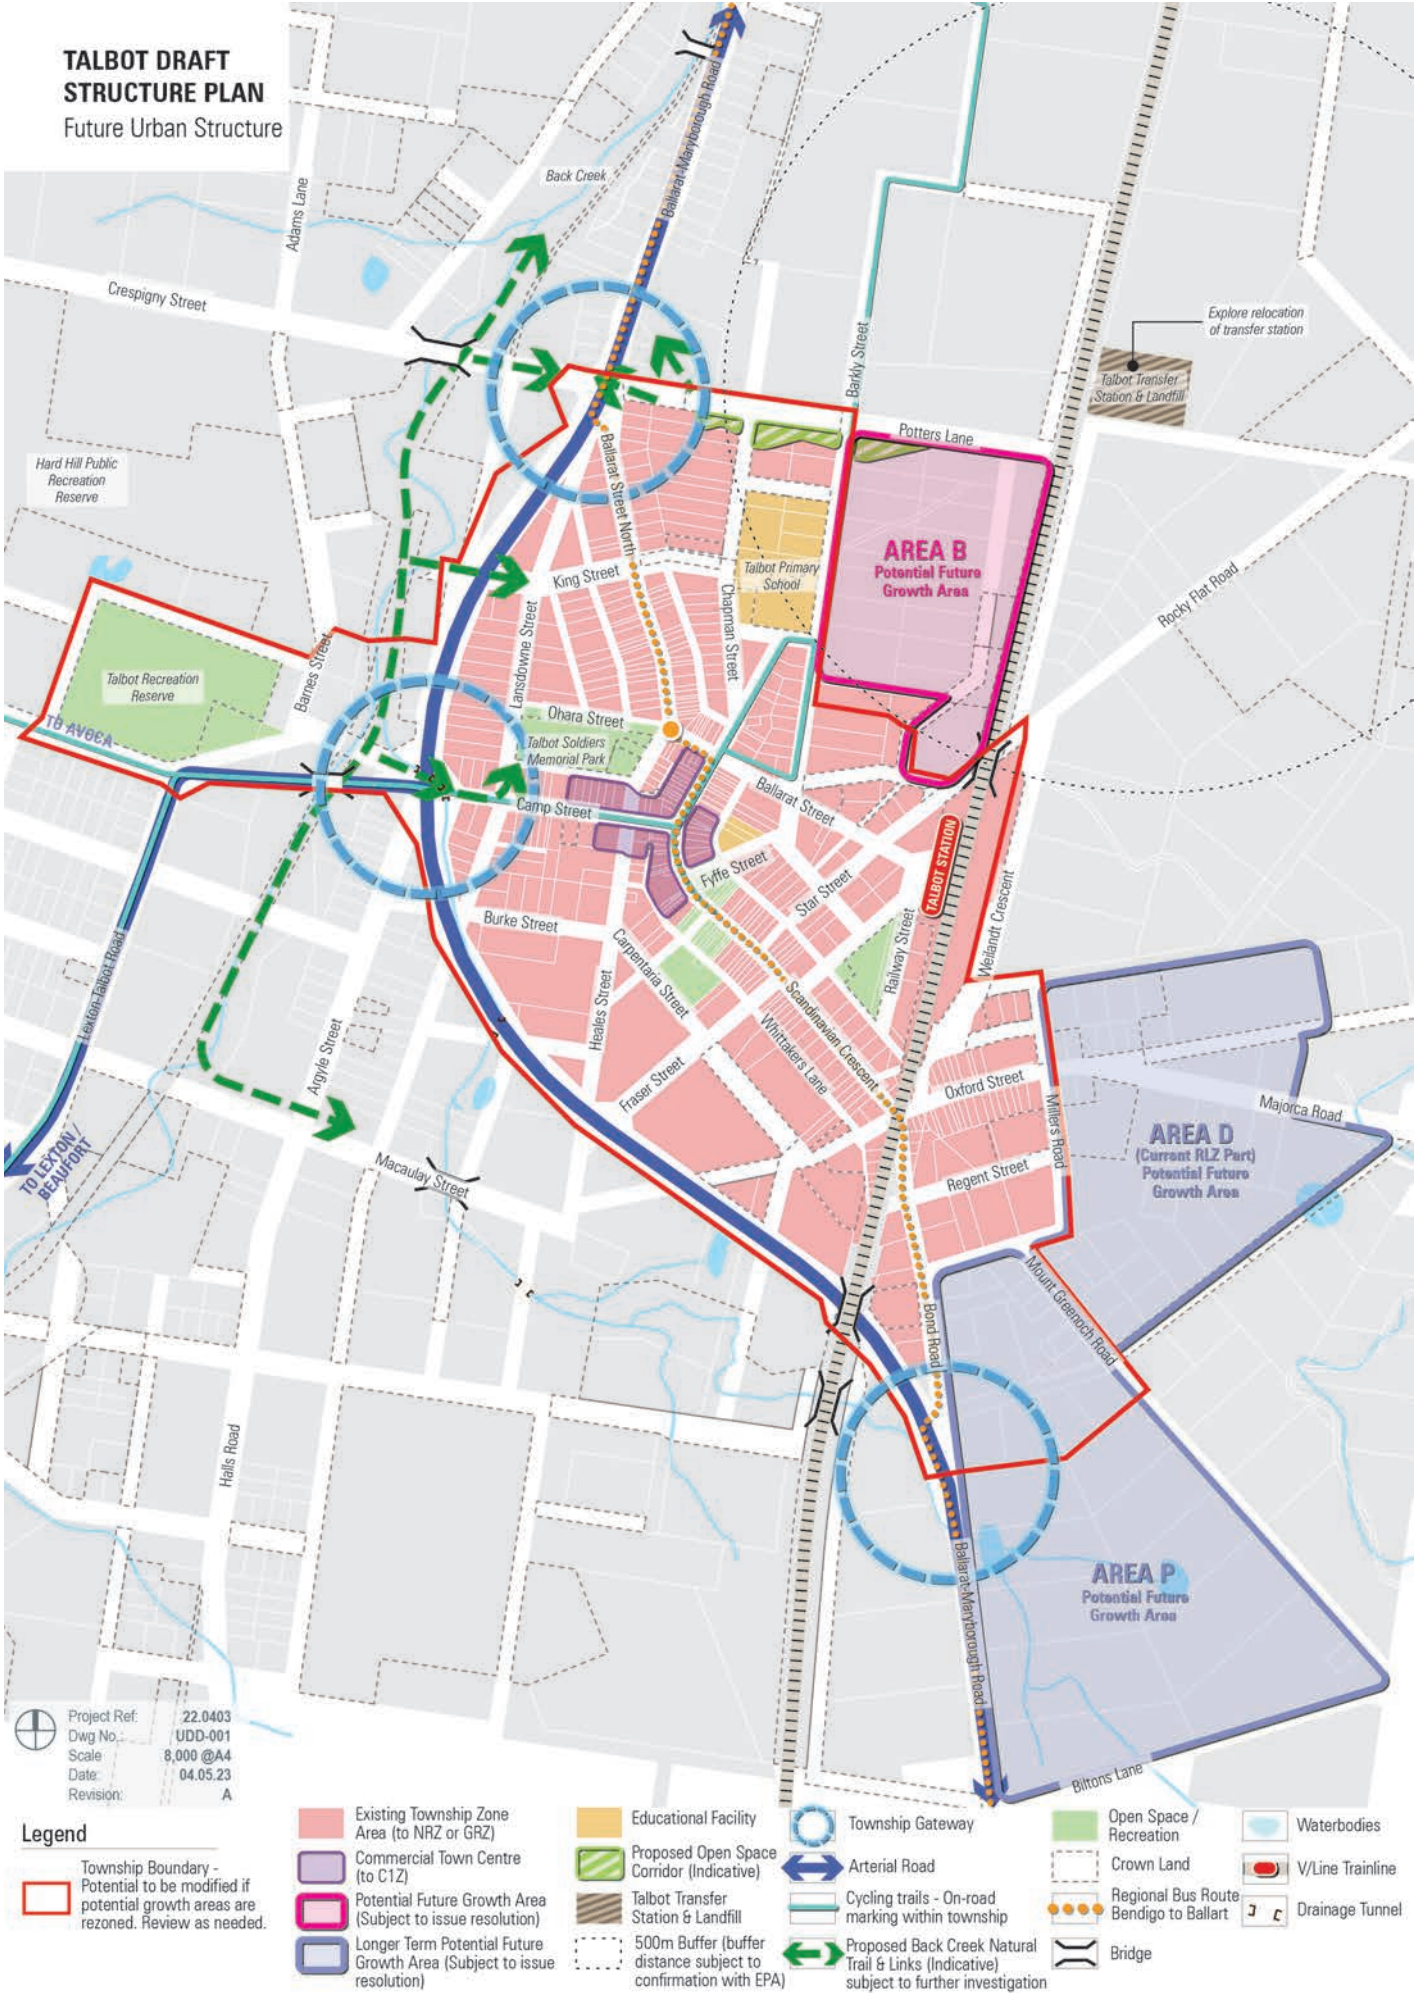 TALBOT DRAFT
STRUCTURE PLAN
Future Urban Structure
Ballarat-Maryborough Road
Back Creek
Adams Lane
Crespigny Street
Barkly Street
Explore relocation
of transfer station
Talbot Transfer
Station & Landfill
Potters Lane
Hard Hill Public
Recreation
Reserve
Ballarat Street North
AREA B
Potential Future
Growth Area
King Street
Talbot Primary
School
Chapman Street
Rocky Flat Road
Lansdowne Street
Barnes Street
Talbot Recreation
Reserve
TO AVOCA
Ohara Street
Talbot Soldiers
Memorial Park
Camp Street
Ballarat Street
TALBOT STATION
Fyffe Street
Star Street
Weilandt Crescent
Burke Street
Carpentaria Street
Railway Street
Heales Street
Scandinavian Crescent
Whittakers Lane
Lexton-Talbot Road
Argyle Street
Fraser Street
Oxford Street
Millers Road
Majorca Road
AREA D
(Current RLZ Part)
Potential Future
Growth Area
TO LEXTON/
BEAUFORT
Macaulay Street
Regent Street
Mount Greenoch Road
Bond Road
Halls Road
Ballarat-Maryborough Road
AREA P
Potential Future
Growth Area
Biltons Lane
Project Ref: 22.0403
Dwg No.: UDD-001
Scale 8,000 @A4
Date: 04.05.23
Revision: A
Legend
Township Boundary -
Potential to be modified if
potential growth areas are
rezoned. Review as needed.
Existing Township Zone
Area (to NRZ or GRZ)
Commercial Town Centre
(to C1Z)
Potential Future Growth Area
(Subject to issue resolution)
Longer Term Potential Future
Growth Area (Subject to issue
resolution)
Educational Facility
Proposed Open Space
Corridor (Indicative)
Talbot Transfer
Station & Landfill
500m Buffer (buffer
distance subject to
confirmation with EPA)
Township Gateway
Arterial Road
Cycling trails - On-road
marking within township
Proposed Back Creek Natural
Trail & Links (Indicative)
subject to further investigation
Open Space /
Recreation
Crown Land
Regional Bus Route
Bendigo to Ballart
Bridge
Waterbodies
V/Line Trainline
Drainage Tunnel